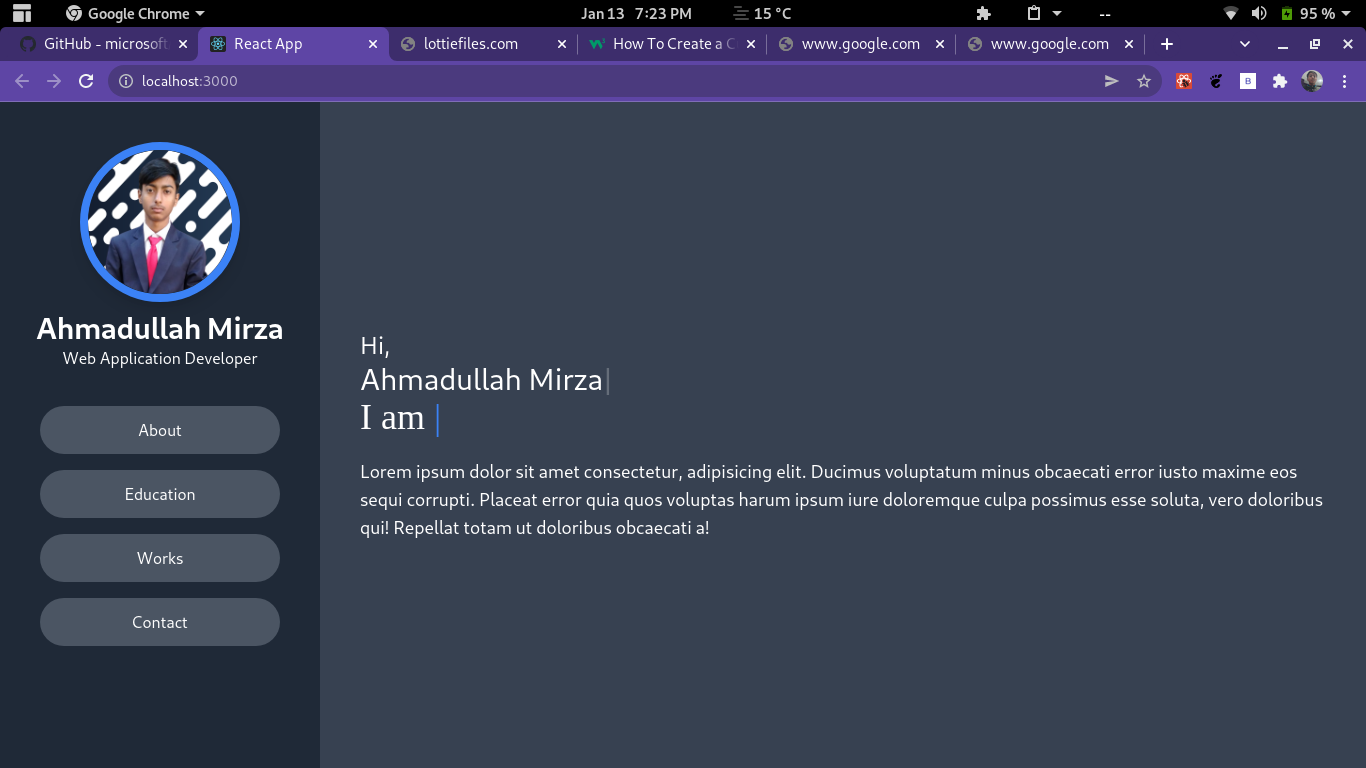 Google Chrome
Jan 13 7:23 PM
15 °C
--
95 %
GitHub - microsoft
React App
lottiefiles.com
How To Create a C
www.google.com
www.google.com
localhost:3000
B
Ahmadullah Mirza
Web Application Developer
About
Education
Works
Contact
Hi,
Ahmadullah Mirza
I am
Lorem ipsum dolor sit amet consectetur, adipisicing elit. Ducimus voluptatum minus obcaecati error iusto maxime eos
sequi corrupti. Placeat error quia quos voluptas harum ipsum iure doloremque culpa possimus esse soluta, vero doloribus
qui! Repellat totam ut doloribus obcaecati a!